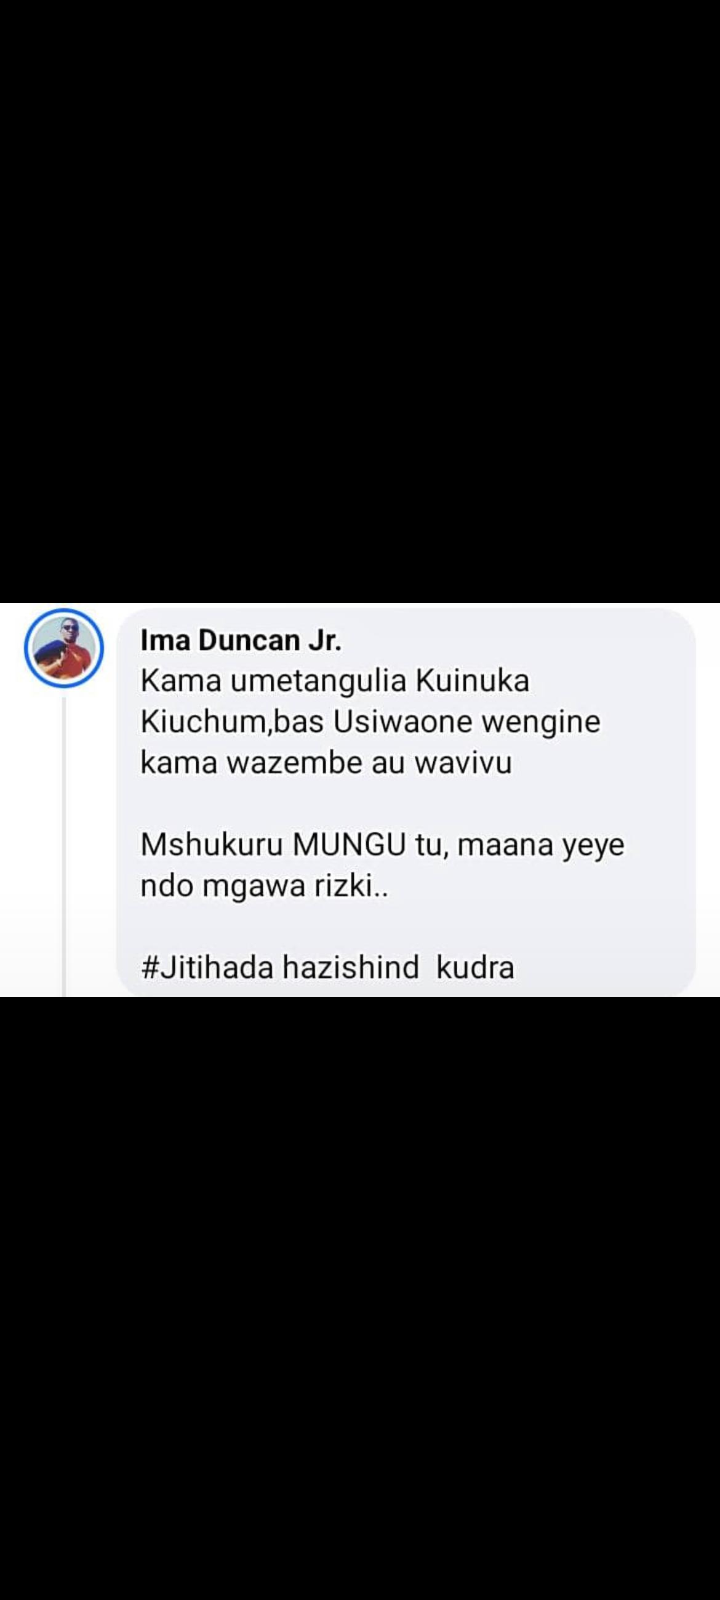 Ima Duncan Jr.
Kama umetangulia Kuinuka
Kiuchum,bas Usiwaone wengine
kama wazembe au wavivu
Mshukuru MUNGU tu, maana yeye
ndo mgawa rizki..
#Jitihada hazishind  kudra